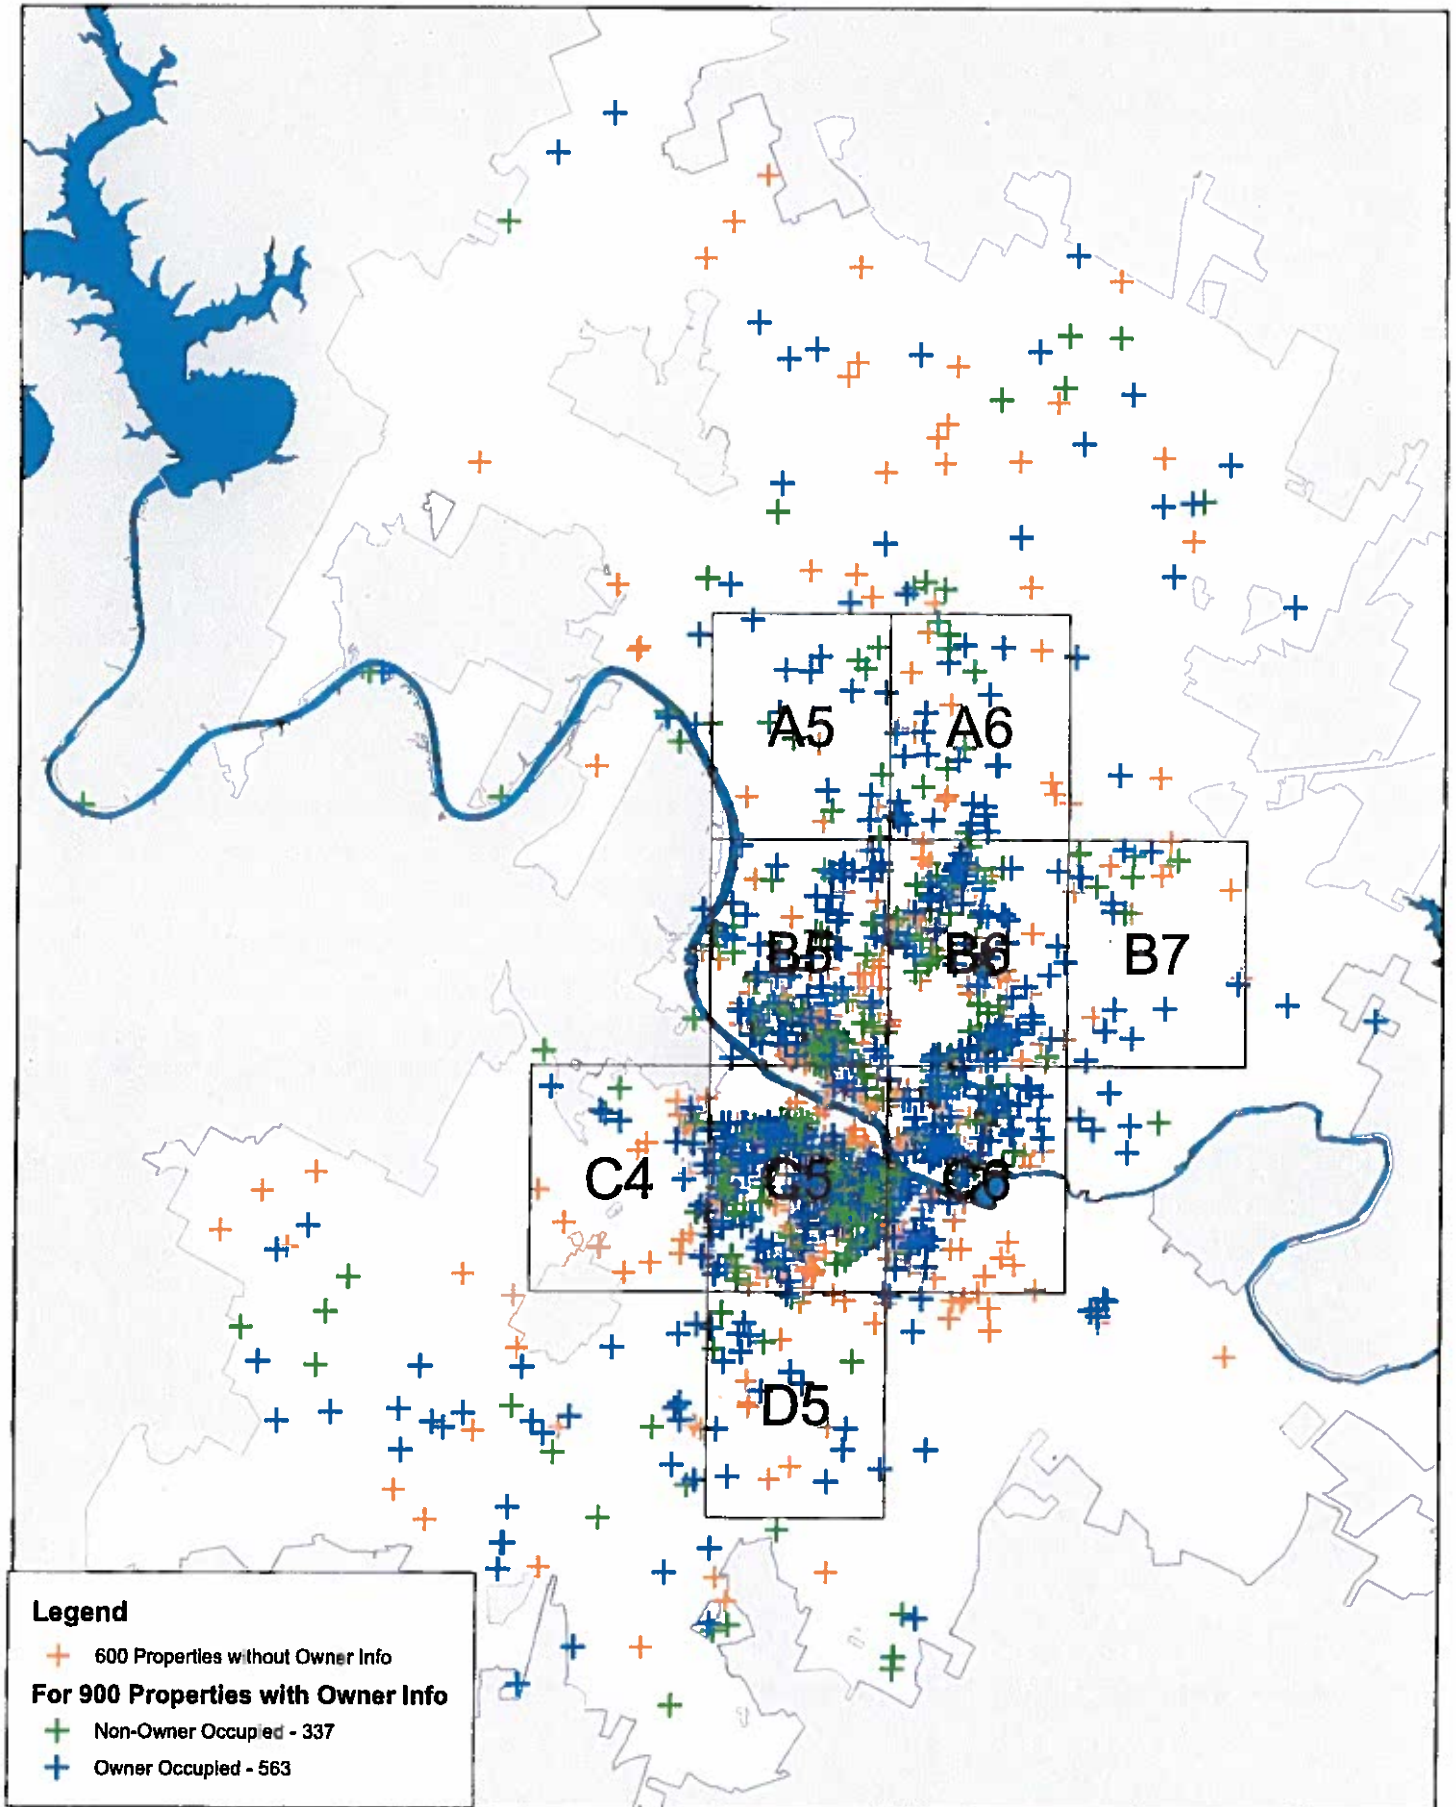 A5
A6
B5
B6
B7
C4
C5
C6
D5
Legend
600 Properties without Owner Info
For 900 Properties with Owner Info
Non-Owner Occupied - 337
Owner Occupied - 563